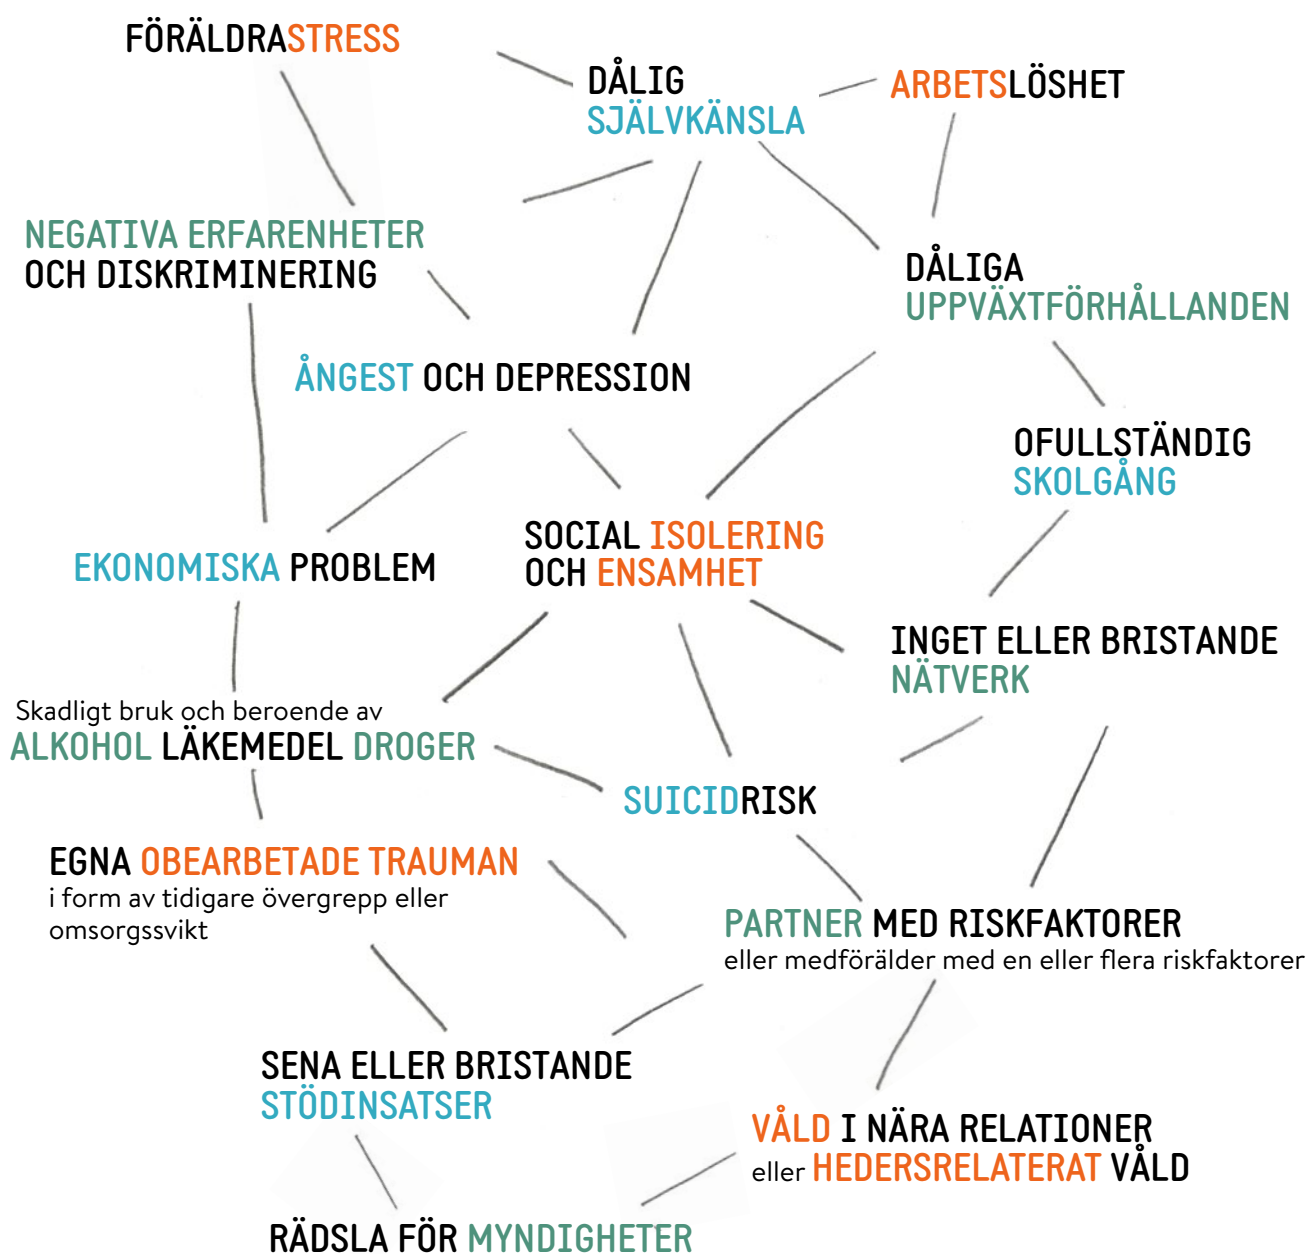 FÖRÄLDRASTRESS
DÅLIG
SJÄLVKÄNSLA
ARBETSLÖSHET
NEGATIVA ERFARENHETER
OCH DISKRIMINERING
DÅLIGA
UPPVÄXTFÖRHÅLLANDEN
ÅNGEST OCH DEPRESSION
OFULLSTÄNDIG
SKOLGÅNG
SOCIAL ISOLERING
OCH ENSAMHET
EKONOMISKA PROBLEM
INGET ELLER BRISTANDE
NÄTVERK
Skadligt bruk och beroende av
ALKOHOL LÄKEMEDEL DROGER
SUICIDRISK
EGNA OBEARBETADE TRAUMAN
i form av tidigare övergrepp eller
omsorgssvikt
PARTNER MED RISKFAKTORER
eller medförälder med en eller flera riskfaktorer
SENA ELLER BRISTANDE
STÖDINSATSER
VÅLD I NÄRA RELATIONER
eller HEDERSRELATERAT VÅLD
RÄDSLA FÖR MYNDIGHETER